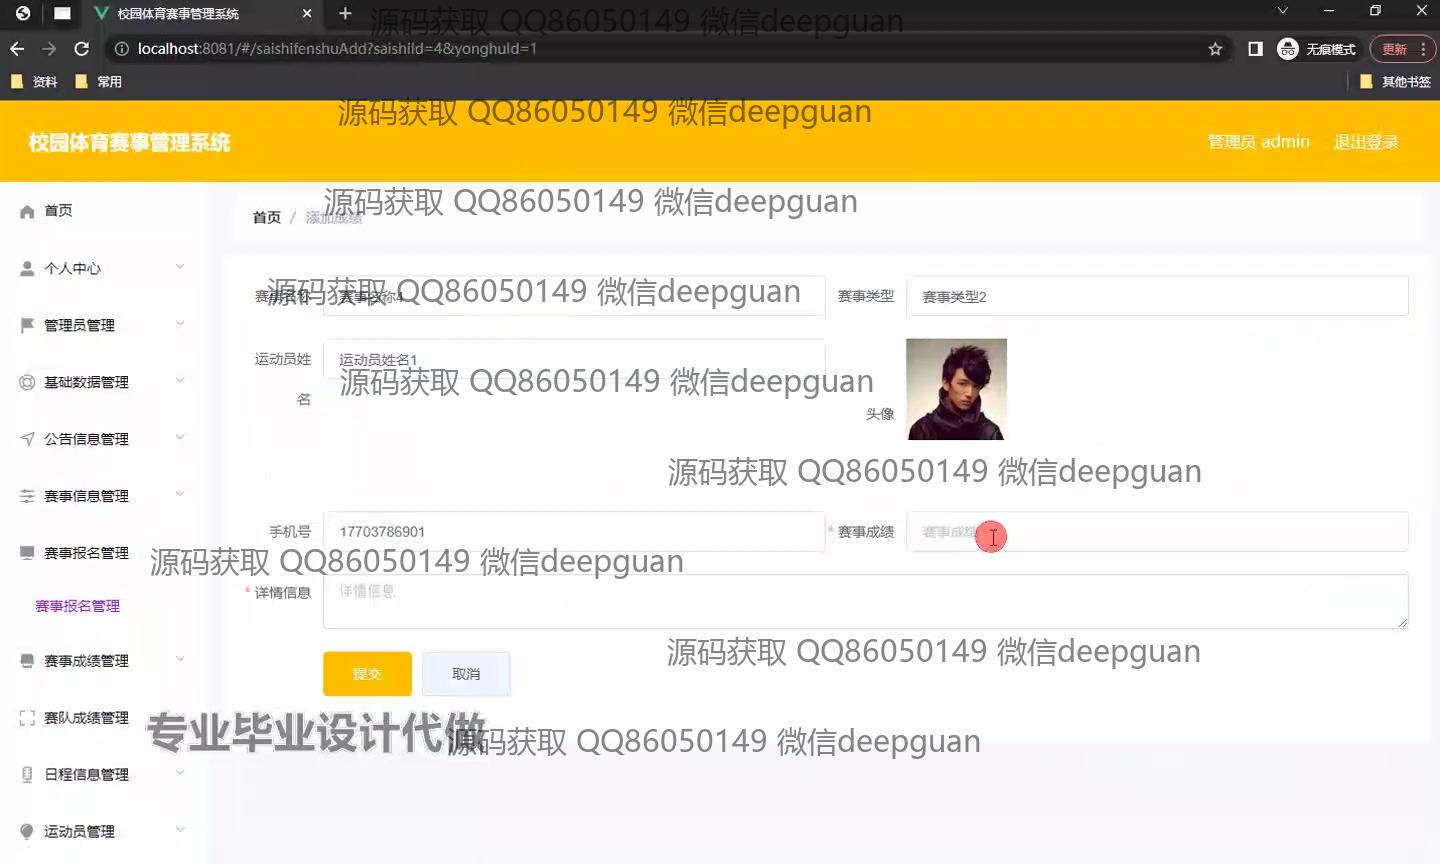 校园体育赛事管理系统
源码获取 QQ86050149 微信deepguan
localhost:8081/#/saishifenshuAdd?saishiId=4&yonghuId=1
无痕模式
更新
资料
常用
其他书签
源码获取 QQ86050149 微信deepguan
校园体育赛事管理系统
管理员 admin
退出登录
源码获取 QQ86050149 微信deepguan
首页
首页 / 添加成绩
个人中心
源码获取 QQ86050149 微信deepguan
赛事名称
赛事名称4
赛事类型
赛事类型2
管理员管理
运动员姓名
运动员姓名1
基础数据管理
源码获取 QQ86050149 微信deepguan
头像
公告信息管理
源码获取 QQ86050149 微信deepguan
赛事信息管理
手机号
17703786901
* 赛事成绩
赛事成绩
赛事报名管理
源码获取 QQ86050149 微信deepguan
* 详情信息
详情信息
赛事报名管理
源码获取 QQ86050149 微信deepguan
赛事成绩管理
提交
取消
赛队成绩管理
专业毕业设计代做
源码获取 QQ86050149 微信deepguan
日程信息管理
运动员管理